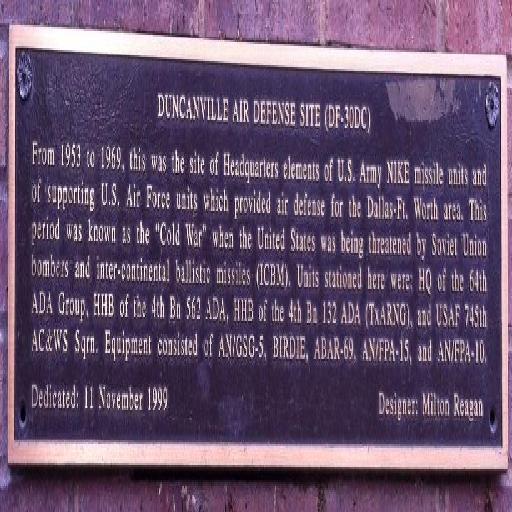 DUNCANVILLE AIR DEFENSE SITE (DF-30DC)
From 1953 to 1969, this was the site of Headquarters elements of U.S. Army NIKE missile units and
of supporting U.S. Air Force units which provided air defense for the Dallas-Ft. Worth area. This
period was known as the "Cold War" when the United States was being threatened by Soviet Union
bombers and inter-continental ballistic missiles (ICBM). Units stationed here were: HQ of the 64th
ADA Group, HHB of the 4th Bn 562 ADA, HHB of the 4th Bn 132 ADA (TxARNG), and USAF 745th
AC&WS Sqrn. Equipment consisted of AN/GSG-5, BIRDIE, ABAR-69, AN/FPA-15, and AN/FPA-10.
Dedicated: 11 November 1999
Designer: Milton Reagan